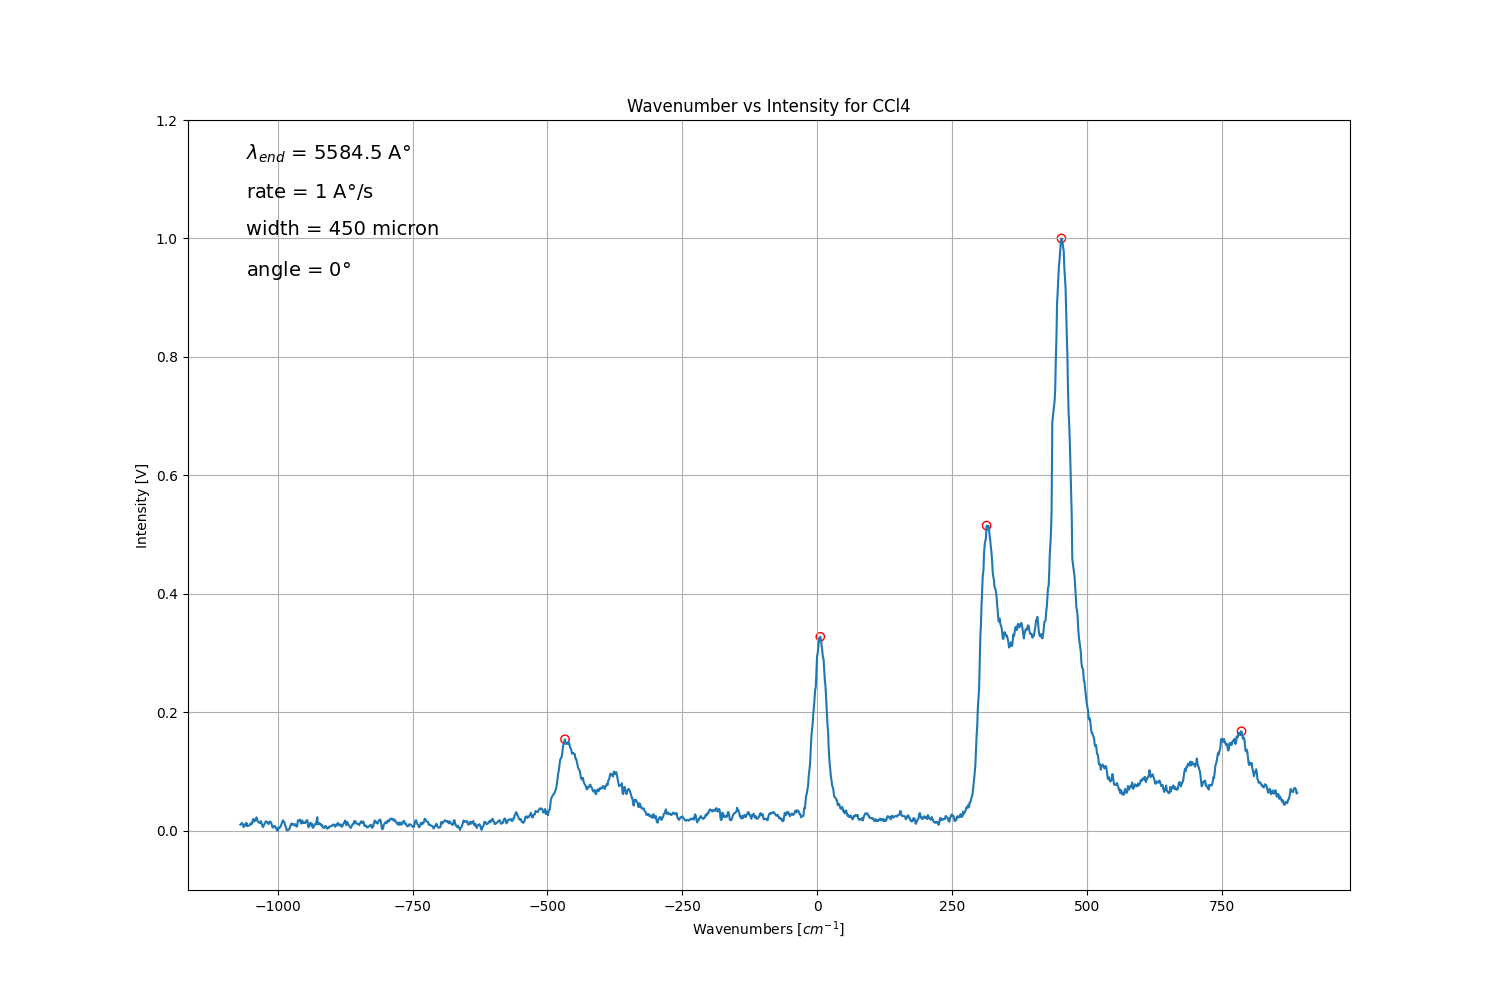 Wavenumber vs Intensity for CCl4
λend = 5584.5 A°
rate = 1 A°/s
width = 450 micron
angle = 0°
Intensity [V]
1.2
1.0
0.8
0.6
0.4
0.2
0.0
−1000 −750 −500 −250 0 250 500 750
Wavenumbers [cm⁻¹]